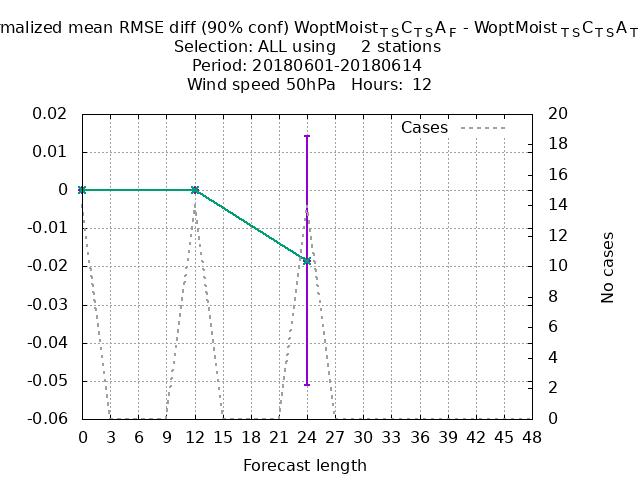 rmalized mean RMSE diff (90% conf) WoptMoistTSCTSAF - WoptMoistTSCTSAT
Selection: ALL using 2 stations
Period: 20180601-20180614
Wind speed 50hPa Hours: 12
0.02
0.01
0
-0.01
-0.02
-0.03
-0.04
-0.05
-0.06
Cases
20
18
16
14
12
10
8
6
4
2
0
No cases
0 3 6 9 12 15 18 21 24 27 30 33 36 39 42 45 48
Forecast length